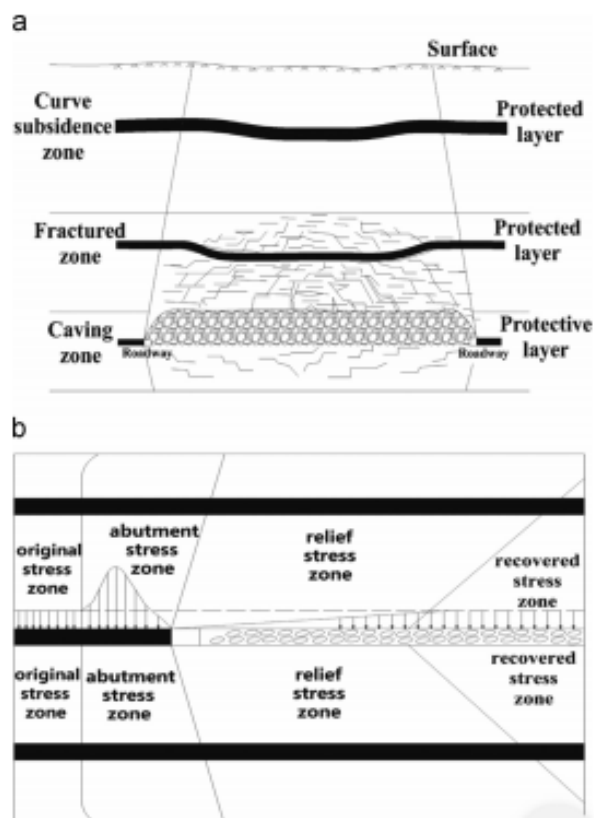 a
Surface
Curve
subsidence
zone
Protected
layer
Fractured
zone
Protected
layer
Caving
zone
Roadway
Roadway
Protective
layer
b
original
stress
zone
abutment
stress
zone
relief
stress
zone
recovered
stress
zone
original
stress
zone
abutment
stress
zone
relief
stress
zone
recovered
stress
zone